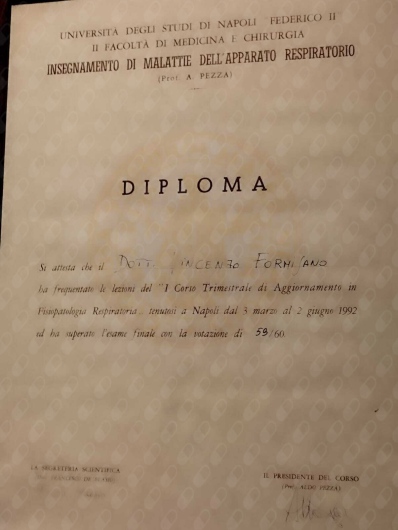 UNIVERSITÀ DEGLI STUDI DI NAPOLI FEDERICO II
II FACOLTÀ DI MEDICINA E CHIRURGIA
INSEGNAMENTO DI MALATTIE DELL'APPARATO RESPIRATORIO
(Prof. A. PEZZA)
DIPLOMA
Si attesta che il DOTT. VINCENZO FORMISANO
ha frequentato le lezioni del "I Corso Trimestrale di Aggiornamento in
Fisiopatologia Respiratoria" tenutosi a Napoli dal 3 marzo al 2 giugno 1992
ed ha superato l'esame finale con la votazione di 59/60.
LA SEGRETERIA SCIENTIFICA
IL PRESIDENTE DEL CORSO
(Prof. ALDO PEZZA)